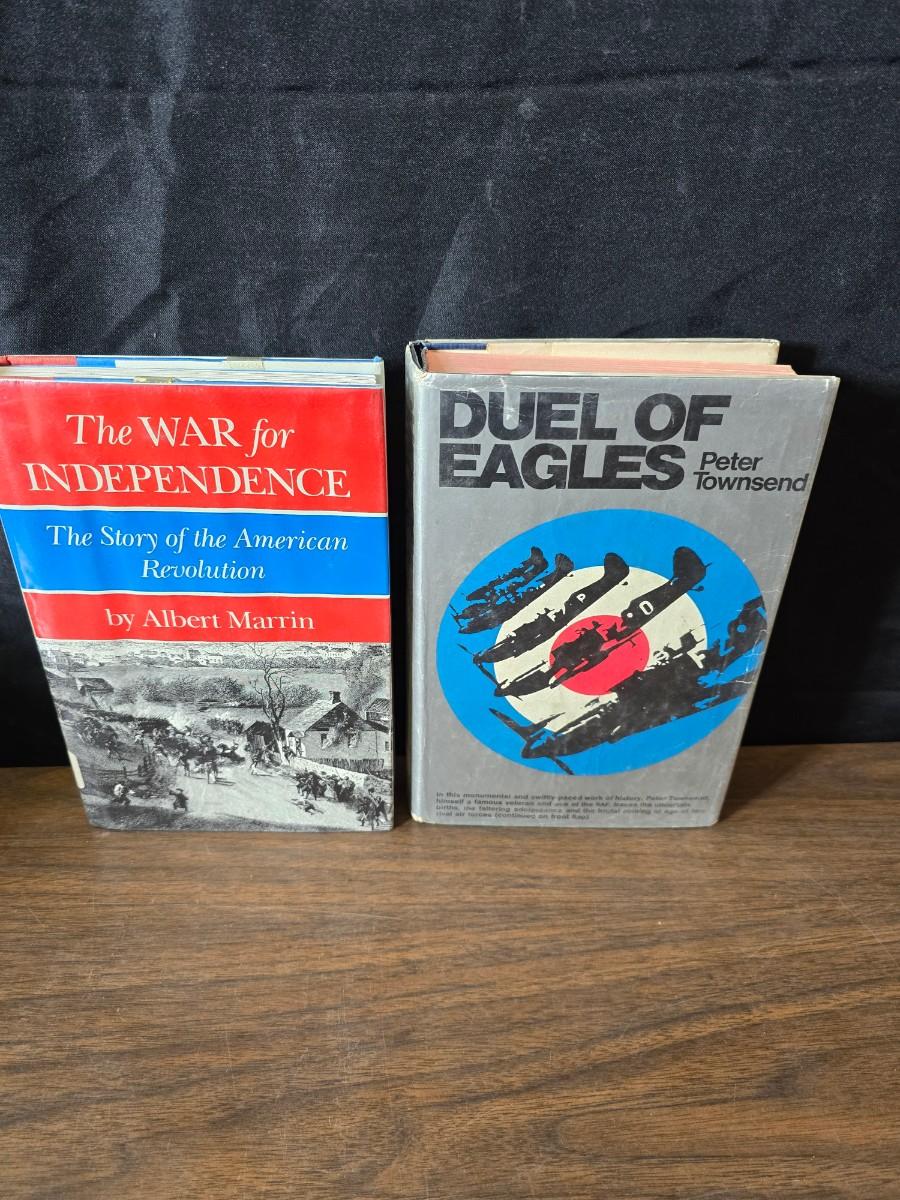 The WAR for
INDEPENDENCE
The Story of the American
Revolution
by Albert Marrin
DUEL OF
EAGLES
Peter
Townsend
P
D
In this monumental and swiftly paced work of history, Peter Townsend,
himself a famous veteran and ace of the RAF, traces the uncertain
births, the faltering adolescence and the brutal coming of age of two
rival air forces (continued on front flap)